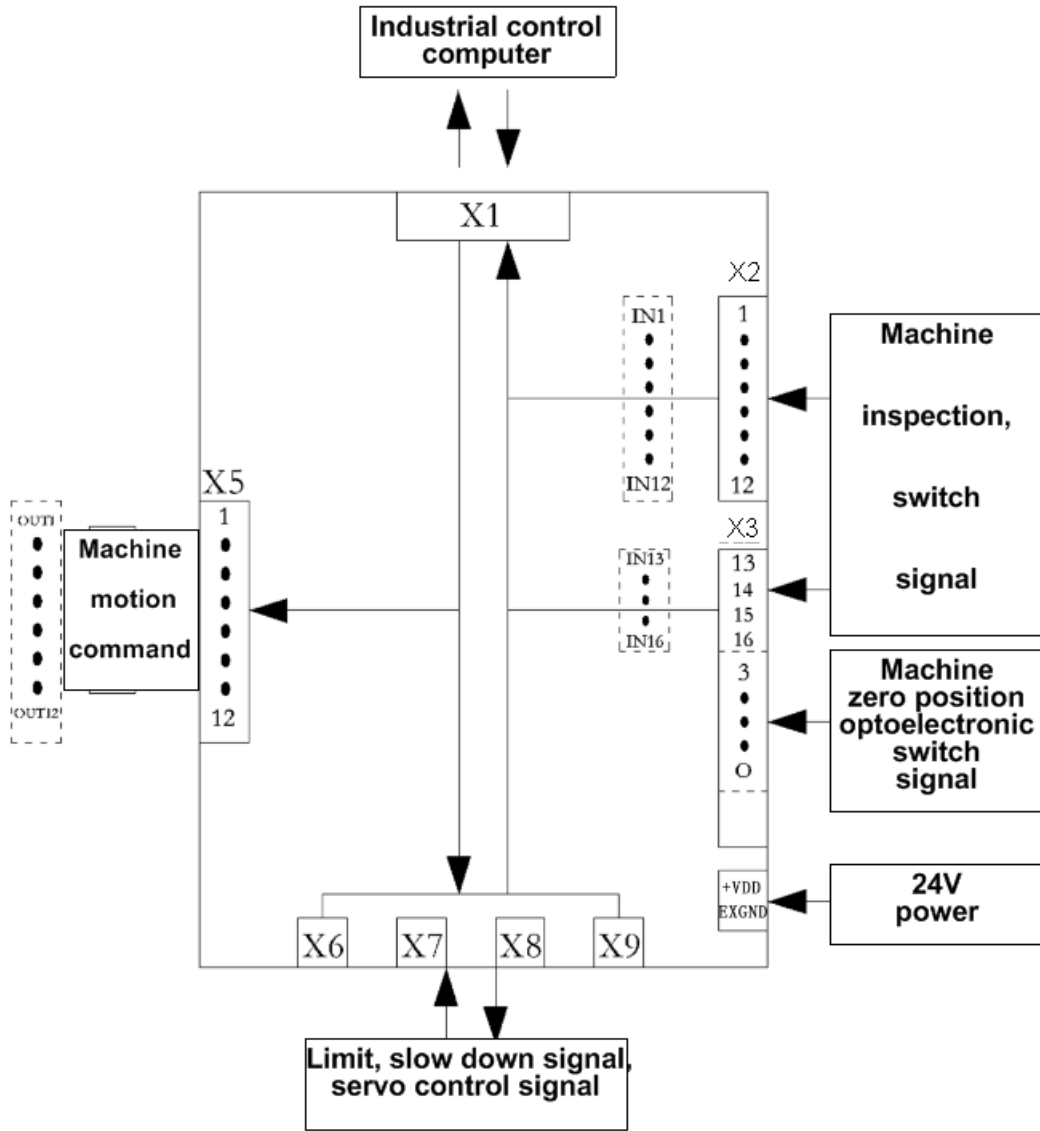 Industrial control
computer
X1
X2
IN1
IN12
1
12
Machine
inspection,
switch
signal
X5
OUT1
OUT12
Machine
motion
command
1
12
X3
IN13
IN16
13
14
15
16
3
O
Machine
zero position
optoelectronic
switch
signal
+VDD
EXGND
24V
power
X6
X7
X8
X9
Limit, slow down signal,
servo control signal